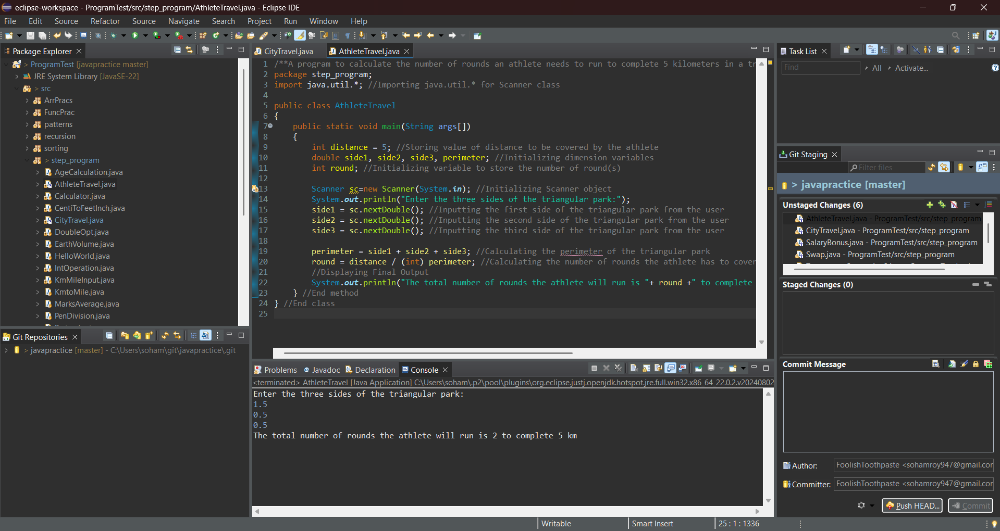 eclipse-workspace - ProgramTest/src/step_program/AthleteTravel.java - Eclipse IDE
File Edit Source Refactor Source Navigate Search Project Run Window Help
Package Explorer
> ProgramTest [javapractice master]
JRE System Library [JavaSE-22]
> src
ArrPracs
FuncPrac
patterns
recursion
sorting
> step_program
AgeCalculation.java
AthleteTravel.java
Calculator.java
CentiToFeetInch.java
CityTravel.java
DoubleOpt.java
EarthVolume.java
HelloWorld.java
IntOperation.java
KmMileInput.java
KmtoMile.java
MarksAverage.java
PenDivision.java
Git Repositories
> javapractice [master] - C:\Users\soham\git\javapractice\.git
CityTravel.java AthleteTravel.java
1 /**A program to calculate the number of rounds an athlete needs to run to complete 5 kilometers in a tr
2 package step_program;
3 import java.util.*; //Importing java.util.* for Scanner class
4
5 public class AthleteTravel
6 {
7 public static void main(String args[])
8 {
9 int distance = 5; //Storing value of distance to be covered by the athlete
10 double side1, side2, side3, perimeter; //Initializing dimension variables
11 int round; //Initializing variable to store the number of round(s)
12
13 Scanner sc=new Scanner(System.in); //Initializing Scanner object
14 System.out.println("Enter the three sides of the triangular park:");
15 side1 = sc.nextDouble(); //Inputting the first side of the triangular park from the user
16 side2 = sc.nextDouble(); //Inputting the second side of the triangular park from the user
17 side3 = sc.nextDouble(); //Inputting the third side of the triangular park from the user
18
19 perimeter = side1 + side2 + side3; //Calculating the perimeter of the triangular park
20 round = distance / (int) perimeter; //Calculating the number of rounds the athlete has to cover
21 //Displaying Final Output
22 System.out.println("The total number of rounds the athlete will run is "+ round +" to complete
23 } //End method
24 } //End class
25
Problems Javadoc Declaration Console
<terminated> AthleteTravel [Java Application] C:\Users\soham\.p2\pool\plugins\org.eclipse.justj.openjdk.hotspot.jre.full.win32.x86_64_22.0.2.v20240802
Enter the three sides of the triangular park:
1.5
0.5
0.5
The total number of rounds the athlete will run is 2 to complete 5 km
Task List
Find All Activate...
Git Staging
Filter files
> javapractice [master]
Unstaged Changes (6)
AthleteTravel.java - ProgramTest/src/step_program
CityTravel.java - ProgramTest/src/step_program
SalaryBonus.java - ProgramTest/src/step_program
Swap.java - ProgramTest/src/step_program
Staged Changes (0)
Commit Message
Author: FoolishToothpaste <sohamroy947@gmail.cor
Committer: FoolishToothpaste <sohamroy947@gmail.cor
Push HEAD... Commit
Writable Smart Insert 25 : 1 : 1336